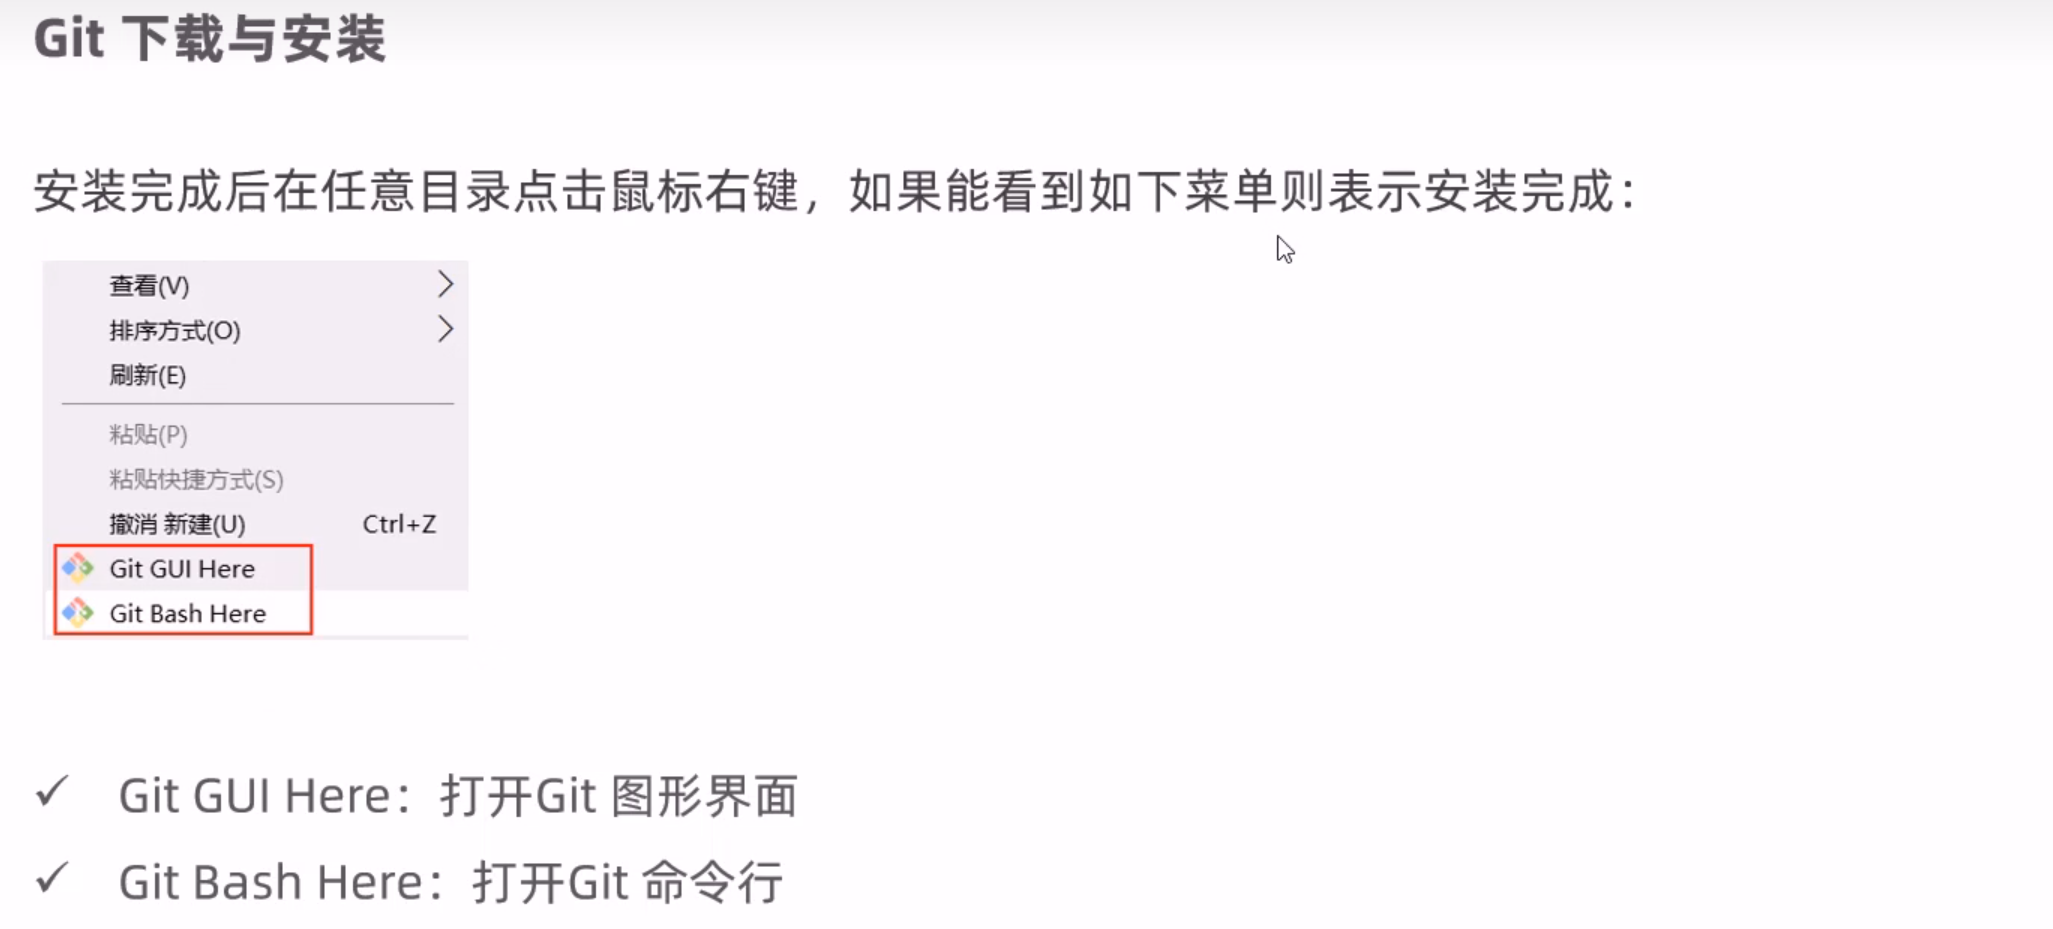 Git 下载与安装
安装完成后在任意目录点击鼠标右键，如果能看到如下菜单则表示安装完成：
查看(V)
排序方式(O)
刷新(E)
粘贴(P)
粘贴快捷方式(S)
撤消 新建(U) Ctrl+Z
Git GUI Here
Git Bash Here
✓ Git GUI Here：打开Git 图形界面
✓ Git Bash Here：打开Git 命令行